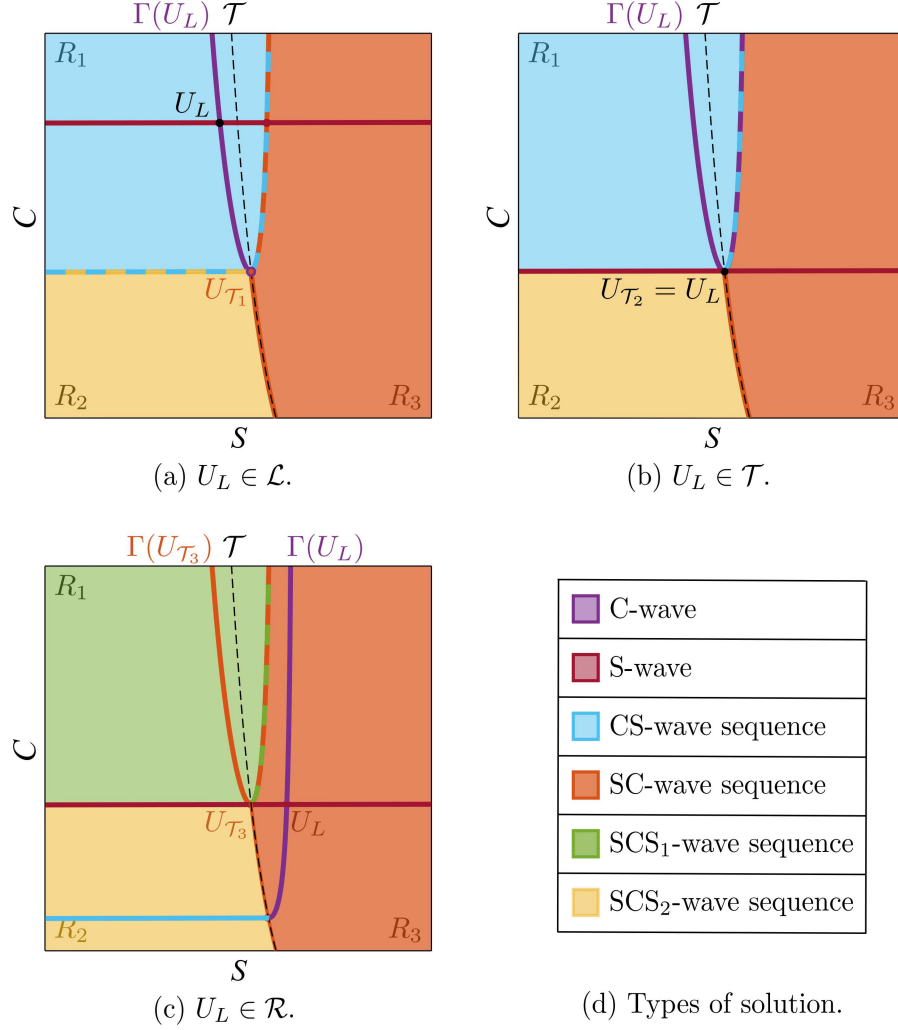 Γ(U_L) 𝒯
R_1
U_L
C
U_{𝒯_1}
R_2
R_3
S
(a) U_L ∈ ℒ.
Γ(U_L) 𝒯
R_1
C
U_{𝒯_2} = U_L
R_2
R_3
S
(b) U_L ∈ 𝒯.
Γ(U_{𝒯_3}) 𝒯 Γ(U_L)
R_1
C
U_{𝒯_3}
U_L
R_2
R_3
S
(c) U_L ∈ ℛ.
C-wave
S-wave
CS-wave sequence
SC-wave sequence
SCS_1-wave sequence
SCS_2-wave sequence
(d) Types of solution.